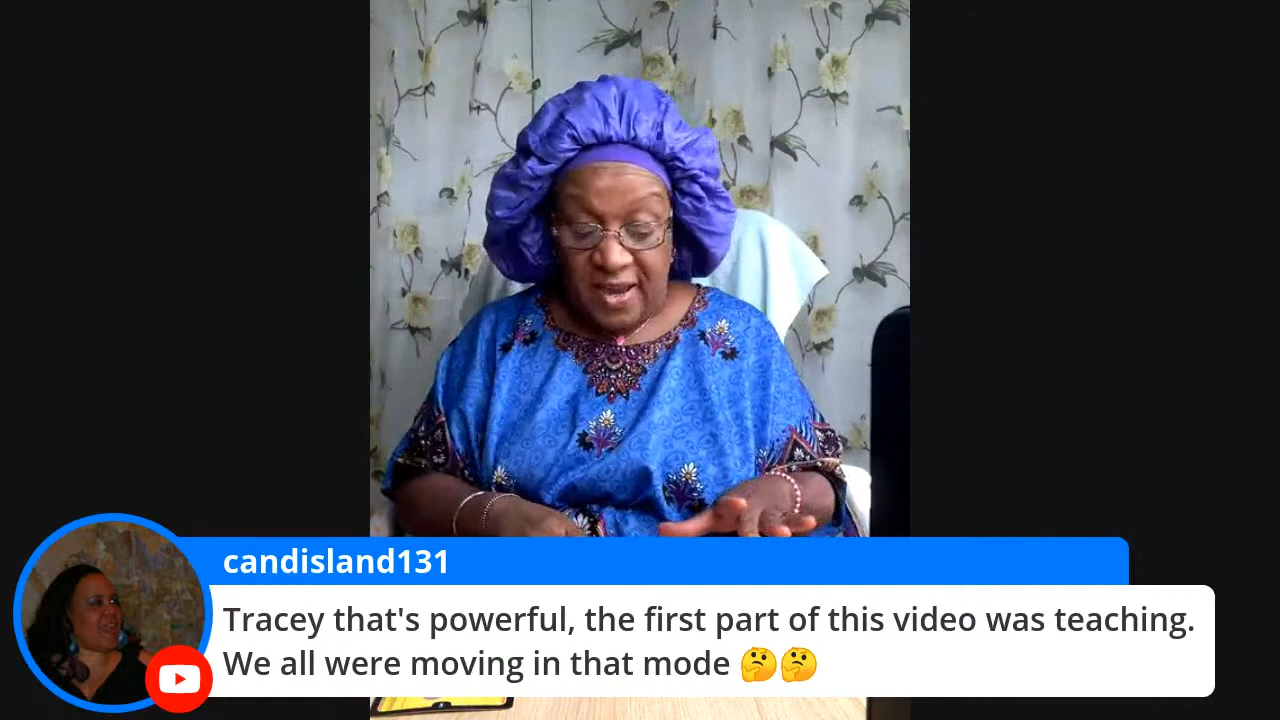 candisland131
Tracey that's powerful, the first part of this video was teaching.
We all were moving in that mode 🤔🤔